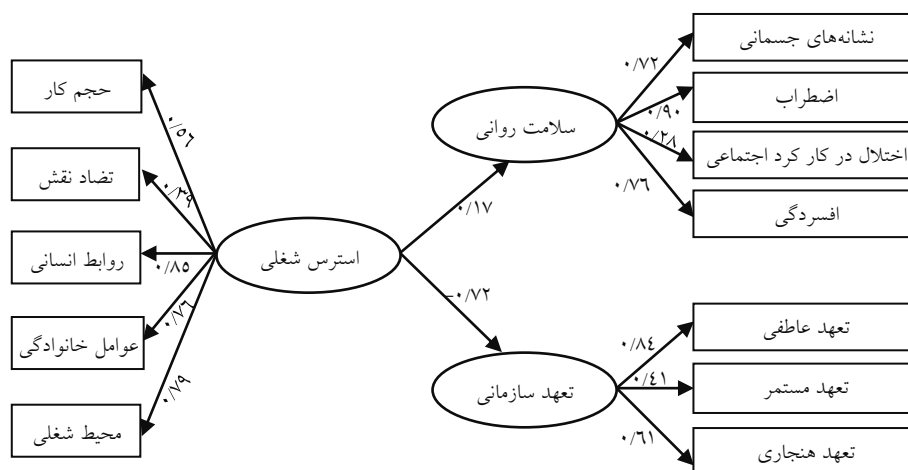 نشانه‌های جسمانی
۰/۷۲
حجم کار
اضطراب
۰/۹۰
سلامت روانی
۰/۵۶
اختلال در کار کرد اجتماعی
۰/۲۸
تضاد نقش
۰/۳۹
۰/۷۶
افسردگی
۰/۱۷
روابط انسانی
۰/۸۵
استرس شغلی
-۰/۷۲
عوامل خانوادگی
۰/۷۶
تعهد عاطفی
۰/۸۴
۰/۷۹
تعهد سازمانی
تعهد مستمر
۰/٤۱
محیط شغلی
۰/٦۱
تعهد هنجاری